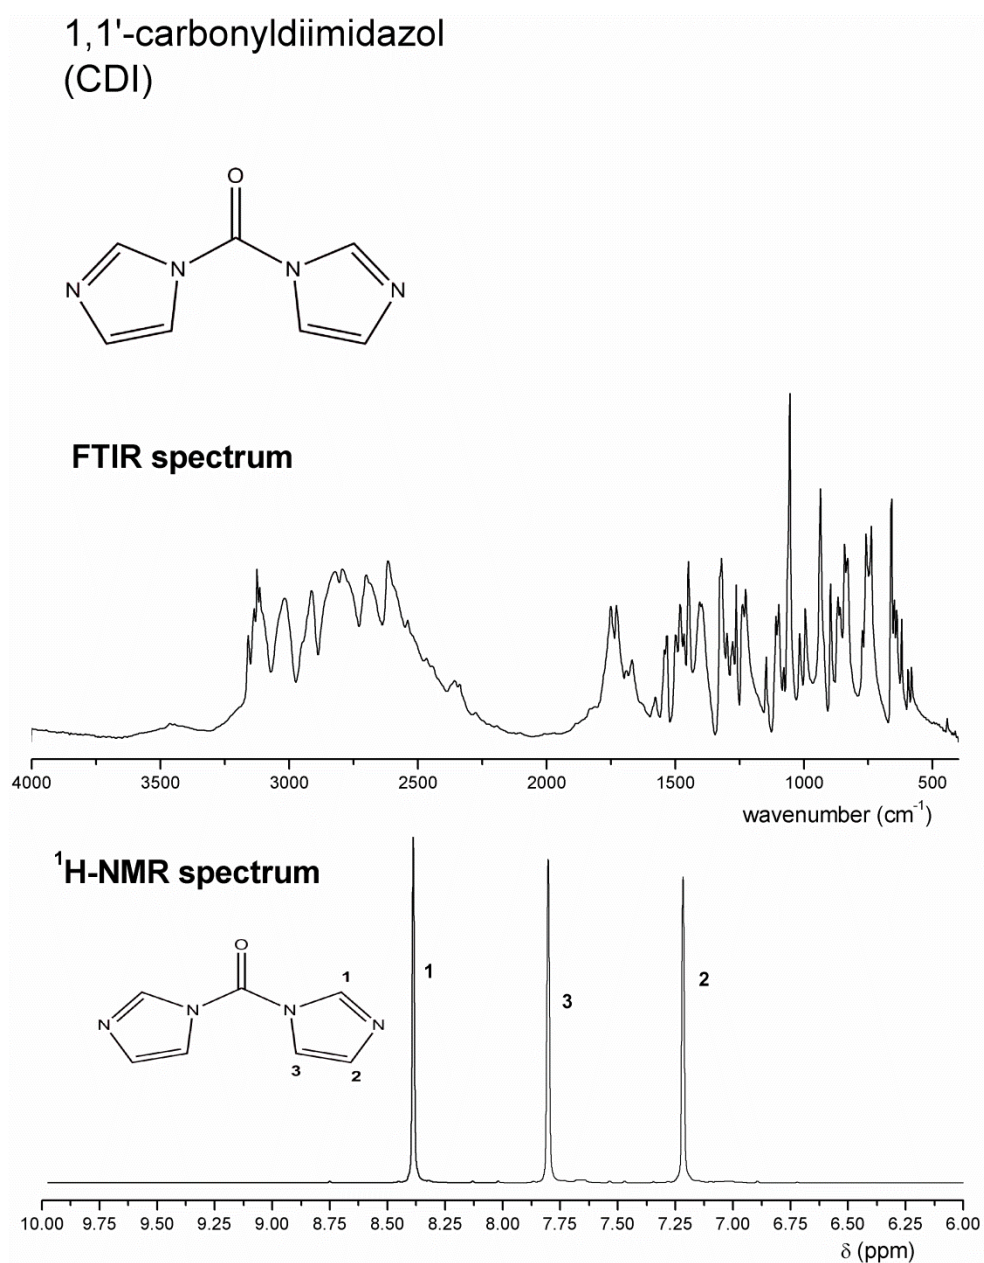 1,1'-carbonyldiimidazol
(CDI)
O
N N N N
FTIR spectrum
4000 3500 3000 2500 2000 1500 1000 500
wavenumber (cm⁻¹)
¹H-NMR spectrum
O
1
N N N N
3 2
1
3
2
10.00 9.75 9.50 9.25 9.00 8.75 8.50 8.25 8.00 7.75 7.50 7.25 7.00 6.75 6.50 6.25 6.00
δ (ppm)